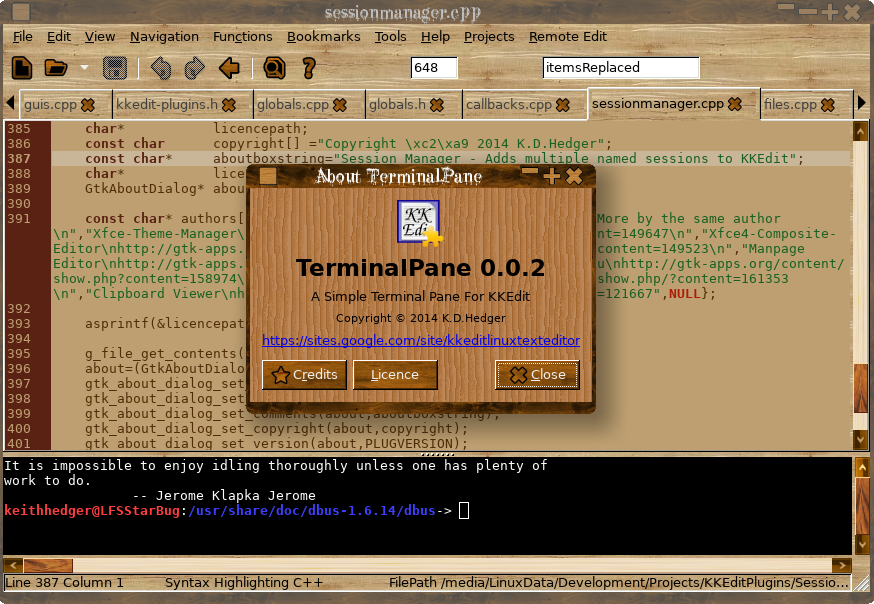 sessionmanager.cpp
File Edit View Navigation Functions Bookmarks Tools Help Projects Remote Edit
648 itemsReplaced
guis.cpp kkedit-plugins.h globals.cpp globals.h callbacks.cpp sessionmanager.cpp files.cpp
385 char* licencepath;
386 const char copyright[] ="Copyright \xc2\xa9 2014 K.D.Hedger";
387 const char* aboutboxstring="Session Manager - Adds multiple named sessions to KKEdit";
388 char* lice
389 GtkAboutDialog* abou
390
391 const char* authors[ More by the same author
\n","Xfce-Theme-Manager\ nt=149647\n","Xfce4-Composite-
Editor\nhttp://gtk-apps. content=149523\n","Manpage
Editor\nhttp://gtk-apps. u\nhttp://gtk-apps.org/content/
show.php?content=158974\ show.php/?content=161353
\n","Clipboard Viewer\nh =121667",NULL};
392
393 asprintf(&licencepat
394
395 g_file_get_contents(
396 about=(GtkAboutDialo
397 gtk_about_dialog_set_
398 gtk_about_dialog_set_
399 gtk_about_dialog_set_comments(about,aboutboxstring);
400 gtk_about_dialog_set_copyright(about,copyright);
401 gtk_about_dialog_set_version(about,PLUGVERSION);
About TerminalPane
KK
Edi
TerminalPane 0.0.2
A Simple Terminal Pane For KKEdit
Copyright © 2014 K.D.Hedger
https://sites.google.com/site/kkeditlinuxtexteditor
Credits Licence Close
It is impossible to enjoy idling thoroughly unless one has plenty of
work to do.
-- Jerome Klapka Jerome
keithhedger@LFSStarBug:/usr/share/doc/dbus-1.6.14/dbus->
Line 387 Column 1 Syntax Highlighting C++ FilePath /media/LinuxData/Development/Projects/KKEditPlugins/Sessio...